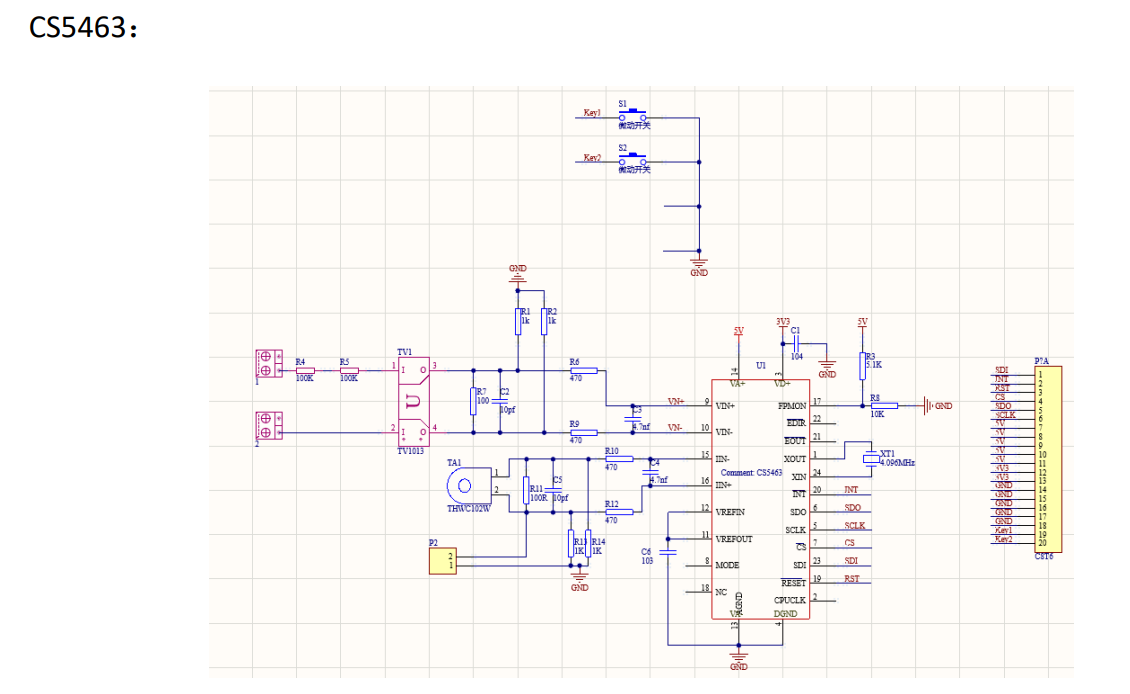 CS5463：
S1
Key1
微动开关
S2
Key2
微动开关
GND
GND
R1
1k
R2
1k
5V
3V3
C1
104
GND
5V
R3
5.1K
R4
100K
R5
100K
TV1
1
I
O
3
U
2
I
O
4
TV1013
1
2
R7
100
C2
10pf
R6
470
R9
470
VN+
C3
4.7nf
VN-
U1
14
VA+
3
VD+
9
VIN+
10
VIN-
15
IIN-
16
IIN+
12
VREFIN
11
VREFOUT
8
MODE
18
NC
Comment: CS5463
FPMON
17
EDIR
22
EOUT
21
XOUT
1
XIN
24
INT
20
INT
SDO
6
SDO
SCLK
5
SCLK
CS
7
CS
SDI
23
SDI
RESET
19
RST
CPUCLK
2
AGND
13
DGND
4
GND
R8
10K
GND
XT1
4.096MHz
TA1
1
2
THWC102W
R11
100R
C5
10pf
R10
470
R12
470
C4
4.7nf
R13
1K
R14
1K
GND
P2
2
1
C6
103
P?A
SDI 1
INT 2
RST 3
CS 4
SDO 5
SCLK 6
5V 7
5V 8
5V 9
5V 10
5V 11
3V3 12
3V3 13
GND 14
GND 15
GND 16
GND 17
GND 18
Key1 19
Key2 20